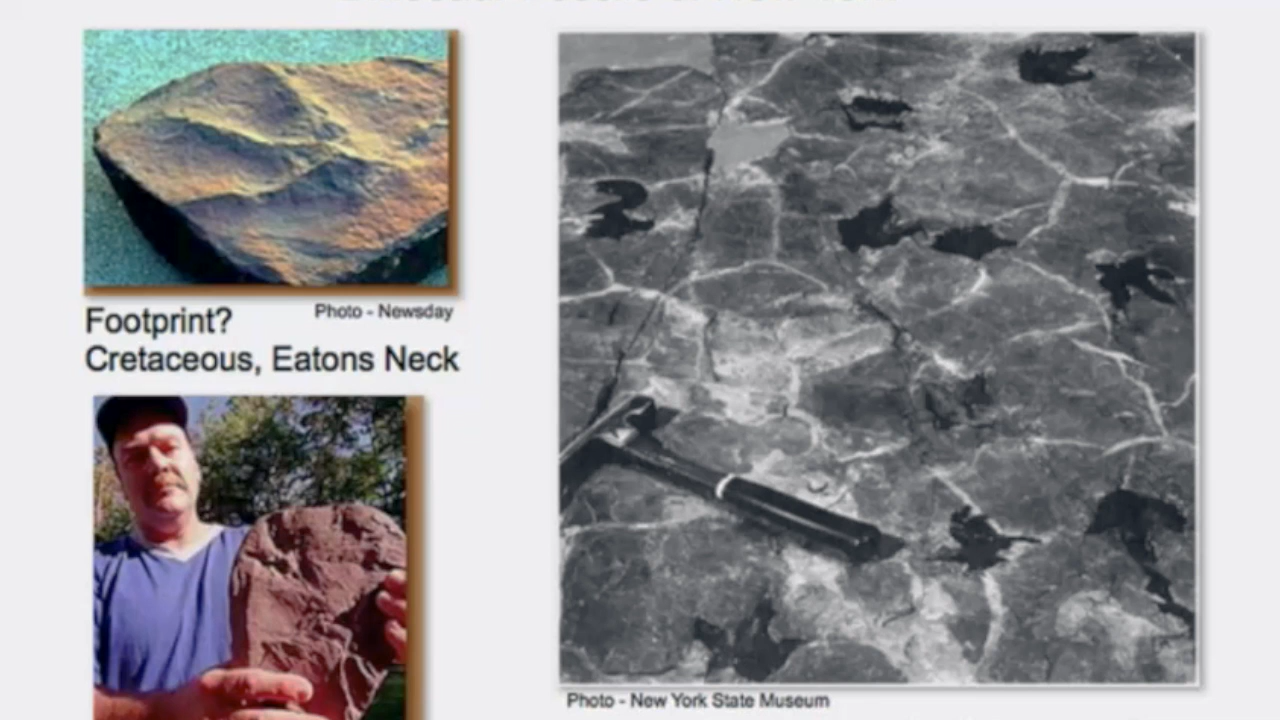 Photo - Newsday
Footprint?
Cretaceous, Eatons Neck
Photo - New York State Museum